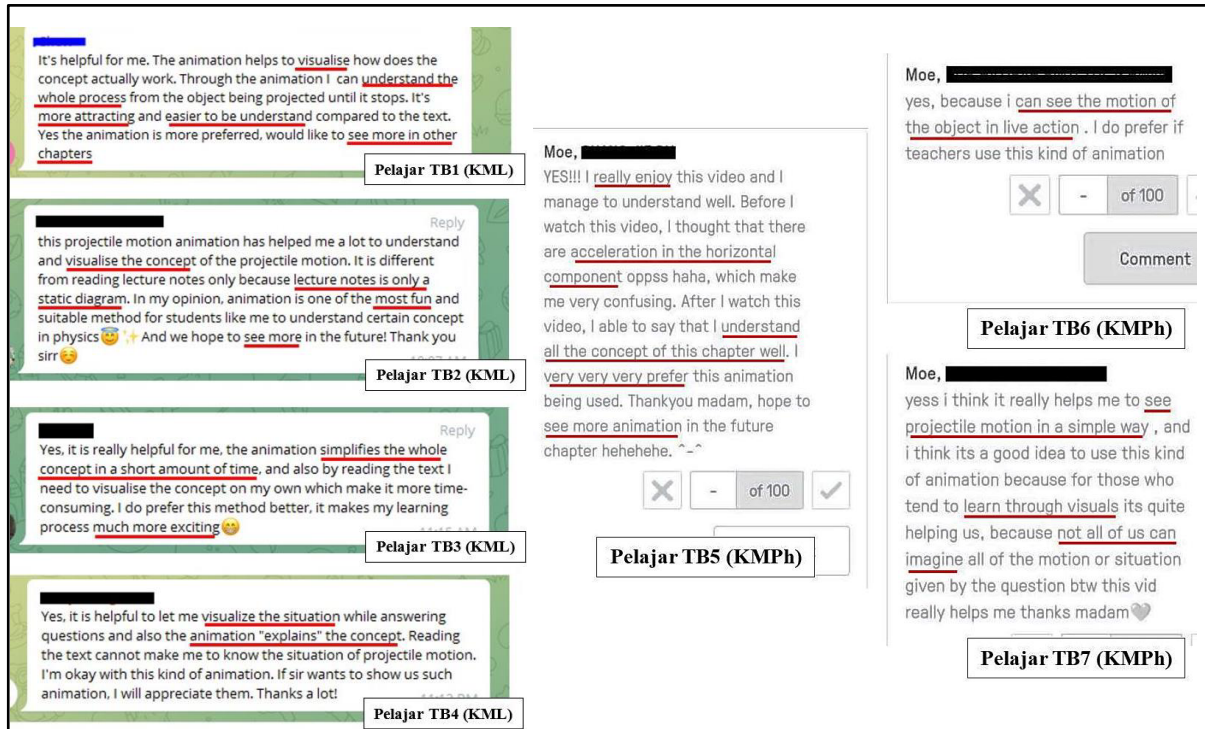 It's helpful for me. The animation helps to visualise how does the
concept actually work. Through the animation I can understand the
whole process from the object being projected until it stops. It's
more attracting and easier to be understand compared to the text.
Yes the animation is more preferred, would like to see more in other
chapters
Pelajar TB1 (KML)
Reply
this projectile motion animation has helped me a lot to understand
and visualise the concept of the projectile motion. It is different
from reading lecture notes only because lecture notes is only a
static diagram. In my opinion, animation is one of the most fun and
suitable method for students like me to understand certain concept
in physics😇✨And we hope to see more in the future! Thank you
sirr☺️
Pelajar TB2 (KML)
Reply
Yes, it is really helpful for me, the animation simplifies the whole
concept in a short amount of time, and also by reading the text I
need to visualise the concept on my own which make it more time-
consuming. I do prefer this method better, it makes my learning
process much more exciting😁
Pelajar TB3 (KML)
Yes, it is helpful to let me visualize the situation while answering
questions and also the animation "explains" the concept. Reading
the text cannot make me to know the situation of projectile motion.
I'm okay with this kind of animation. If sir wants to show us such
animation, I will appreciate them. Thanks a lot!
Pelajar TB4 (KML)
Moe,
YES!!! I really enjoy this video and I
manage to understand well. Before I
watch this video, I thought that there
are acceleration in the horizontal
component oppss haha, which make
me very confusing. After I watch this
video, I able to say that I understand
all the concept of this chapter well. I
very very very prefer this animation
being used. Thankyou madam, hope to
see more animation in the future
chapter hehehehe. ^-^
- of 100
Pelajar TB5 (KMPh)
Moe,
yes, because i can see the motion of
the object in live action . I do prefer if
teachers use this kind of animation
- of 100
Comment
Pelajar TB6 (KMPh)
Moe,
yess i think it really helps me to see
projectile motion in a simple way , and
i think its a good idea to use this kind
of animation because for those who
tend to learn through visuals its quite
helping us, because not all of us can
imagine all of the motion or situation
given by the question btw this vid
really helps me thanks madam🤍
Pelajar TB7 (KMPh)